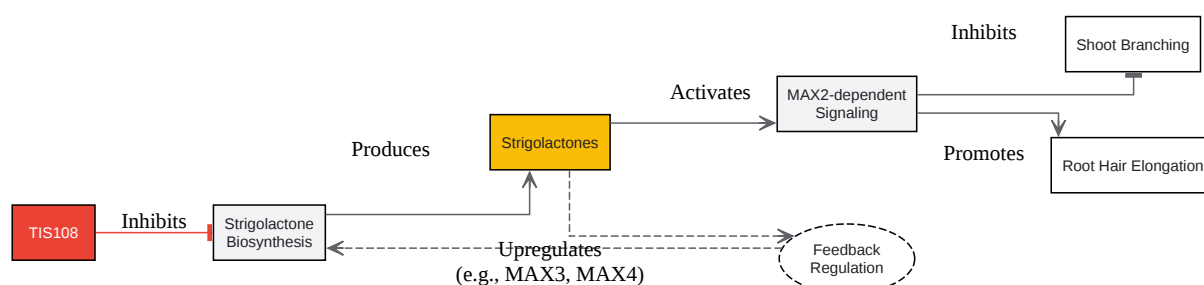 Inhibits
Shoot Branching
Activates
MAX2-dependent
Signaling
Strigolactones
Produces
Promotes
Root Hair Elongation
TIS108
Inhibits
Strigolactone
Biosynthesis
Upregulates
(e.g., MAX3, MAX4)
Feedback
Regulation